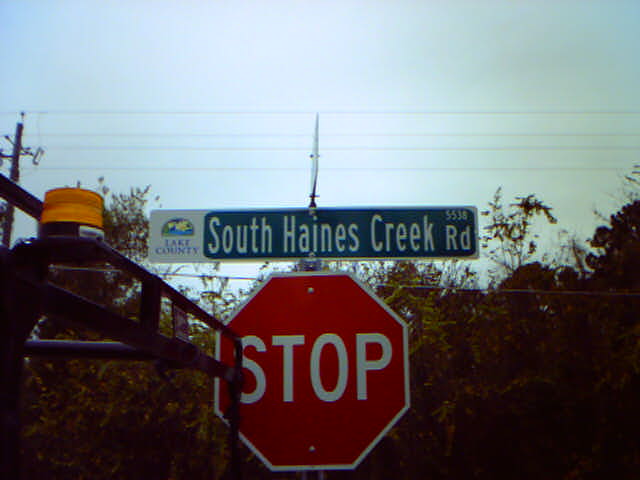 LAKE
COUNTY
South Haines Creek Rd
5538
STOP